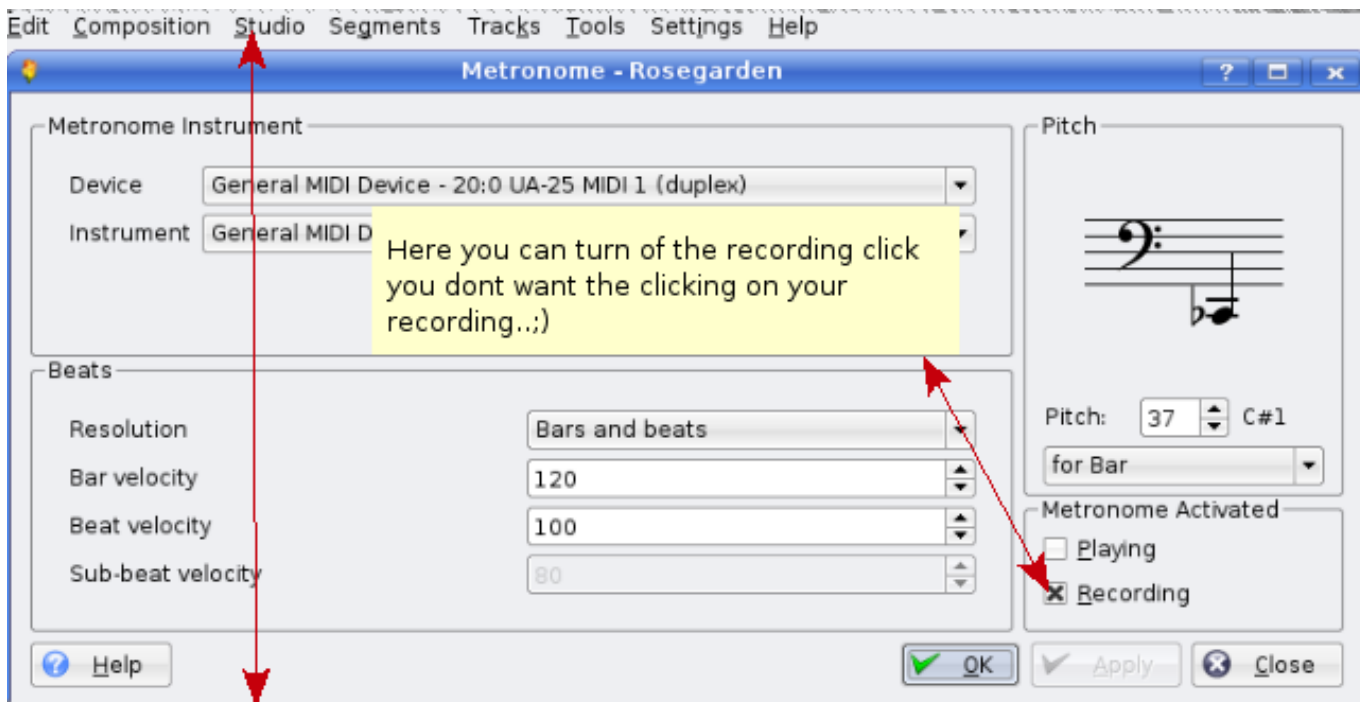 Edit Composition Studio Segments Tracks Tools Settings Help
Metronome - Rosegarden
Metronome Instrument
Device General MIDI Device - 20:0 UA-25 MIDI 1 (duplex)
Instrument General MIDI D
Here you can turn of the recording click
you dont want the clicking on your
recording..;)
Beats
Resolution Bars and beats
Bar velocity 120
Beat velocity 100
Sub-beat velocity 80
Pitch
Pitch: 37 C#1
for Bar
Metronome Activated
Playing
Recording
Help OK Apply Close